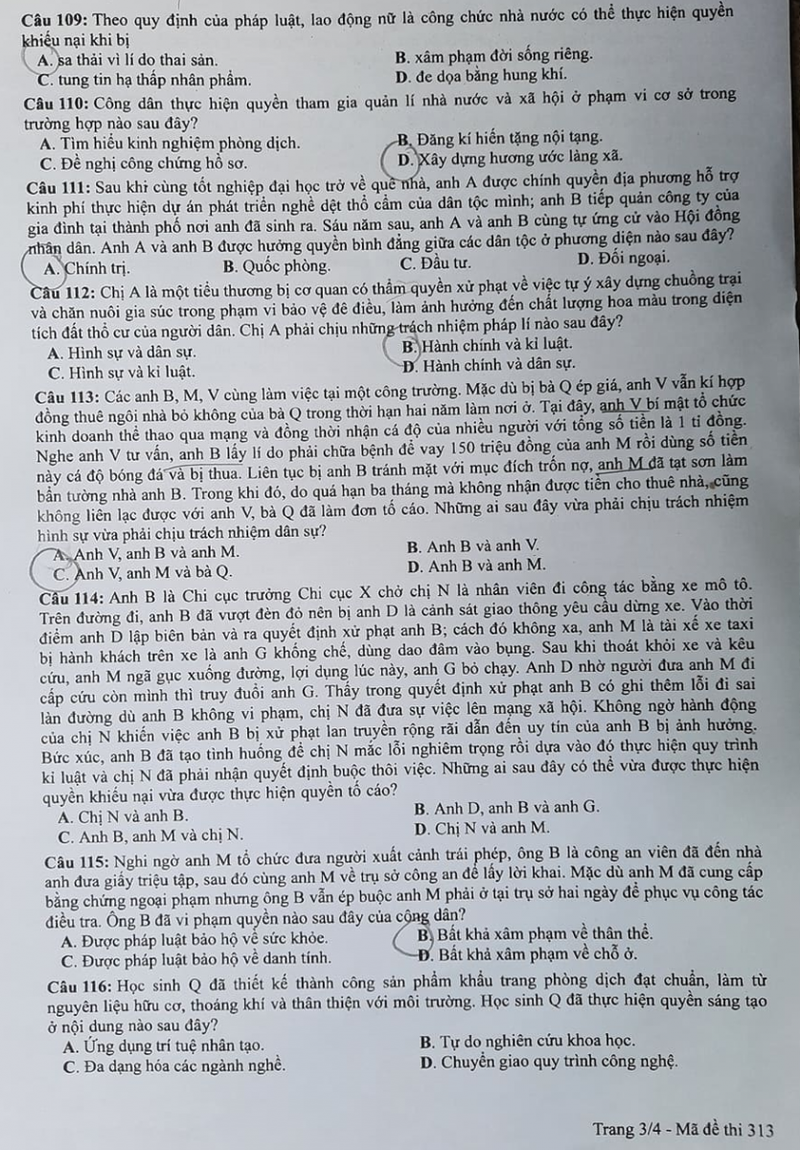 Câu 109: Theo quy định của pháp luật, lao động nữ là công chức nhà nước có thể thực hiện quyền
khiếu nại khi bị
A. sa thải vì lí do thai sản. B. xâm phạm đời sống riêng.
C. tung tin hạ thấp nhân phẩm. D. đe dọa bằng hung khí.
Câu 110: Công dân thực hiện quyền tham gia quản lí nhà nước và xã hội ở phạm vi cơ sở trong
trường hợp nào sau đây?
A. Tìm hiểu kinh nghiệm phòng dịch. B. Đăng kí hiến tặng nội tạng.
C. Đề nghị công chứng hồ sơ. D. Xây dựng hương ước làng xã.
Câu 111: Sau khi cùng tốt nghiệp đại học trở về quê nhà, anh A được chính quyền địa phương hỗ trợ
kinh phí thực hiện dự án phát triển nghề dệt thổ cẩm của dân tộc mình; anh B tiếp quản công ty của
gia đình tại thành phố nơi anh đã sinh ra. Sáu năm sau, anh A và anh B cùng tự ứng cử vào Hội đồng
nhân dân. Anh A và anh B được hưởng quyền bình đẳng giữa các dân tộc ở phương diện nào sau đây?
A. Chính trị. B. Quốc phòng. C. Đầu tư. D. Đối ngoại.
Câu 112: Chị A là một tiểu thương bị cơ quan có thẩm quyền xử phạt về việc tự ý xây dựng chuồng trại
và chăn nuôi gia súc trong phạm vi bảo vệ đê điều, làm ảnh hưởng đến chất lượng hoa màu trong diện
tích đất thổ cư của người dân. Chị A phải chịu những trách nhiệm pháp lí nào sau đây?
A. Hình sự và dân sự. B. Hành chính và kỉ luật.
C. Hình sự và kỉ luật. D. Hành chính và dân sự.
Câu 113: Các anh B, M, V cùng làm việc tại một công trường. Mặc dù bị bà Q ép giá, anh V vẫn kí hợp
đồng thuê ngôi nhà bỏ không của bà Q trong thời hạn hai năm làm nơi ở. Tại đây, anh V bí mật tổ chức
kinh doanh thể thao qua mạng và đồng thời nhận cá độ của nhiều người với tổng số tiền là 1 tỉ đồng.
Nghe anh V tư vấn, anh B lấy lí do phải chữa bệnh để vay 150 triệu đồng của anh M rồi dùng số tiền
này cá độ bóng đá và bị thua. Liên tục bị anh B tránh mặt với mục đích trốn nợ, anh M đã tạt sơn làm
bẩn tường nhà anh B. Trong khi đó, do quá hạn ba tháng mà không nhận được tiền cho thuê nhà, cũng
không liên lạc được với anh V, bà Q đã làm đơn tố cáo. Những ai sau đây vừa phải chịu trách nhiệm
hình sự vừa phải chịu trách nhiệm dân sự?
A. Anh V, anh B và anh M. B. Anh B và anh V.
C. Anh V, anh M và bà Q. D. Anh B và anh M.
Câu 114: Anh B là Chi cục trưởng Chi cục X chở chị N là nhân viên đi công tác bằng xe mô tô.
Trên đường đi, anh B đã vượt đèn đỏ nên bị anh D là cảnh sát giao thông yêu cầu dừng xe. Vào thời
điểm anh D lập biên bản và ra quyết định xử phạt anh B; cách đó không xa, anh M là tài xế xe taxi
bị hành khách trên xe là anh G khống chế, dùng dao đâm vào bụng. Sau khi thoát khỏi xe và kêu
cứu, anh M ngã gục xuống đường, lợi dụng lúc này, anh G bỏ chạy. Anh D nhờ người đưa anh M đi
cấp cứu còn mình thì truy đuổi anh G. Thấy trong quyết định xử phạt anh B có ghi thêm lỗi đi sai
làn đường dù anh B không vi phạm, chị N đã đưa sự việc lên mạng xã hội. Không ngờ hành động
của chị N khiến việc anh B bị xử phạt lan truyền rộng rãi dẫn đến uy tín của anh B bị ảnh hưởng.
Bức xúc, anh B đã tạo tình huống để chị N mắc lỗi nghiêm trọng rồi dựa vào đó thực hiện quy trình
kỉ luật và chị N đã phải nhận quyết định buộc thôi việc. Những ai sau đây có thể vừa được thực hiện
quyền khiếu nại vừa được thực hiện quyền tố cáo?
A. Chị N và anh B. B. Anh D, anh B và anh G.
C. Anh B, anh M và chị N. D. Chị N và anh M.
Câu 115: Nghi ngờ anh M tổ chức đưa người xuất cảnh trái phép, ông B là công an viên đã đến nhà
anh đưa giấy triệu tập, sau đó cùng anh M về trụ sở công an để lấy lời khai. Mặc dù anh M đã cung cấp
bằng chứng ngoại phạm nhưng ông B vẫn ép buộc anh M phải ở tại trụ sở hai ngày để phục vụ công tác
điều tra. Ông B đã vi phạm quyền nào sau đây của công dân?
A. Được pháp luật bảo hộ về sức khỏe. B. Bất khả xâm phạm về thân thể.
C. Được pháp luật bảo hộ về danh tính. D. Bất khả xâm phạm về chỗ ở.
Câu 116: Học sinh Q đã thiết kế thành công sản phẩm khẩu trang phòng dịch đạt chuẩn, làm từ
nguyên liệu hữu cơ, thoáng khí và thân thiện với môi trường. Học sinh Q đã thực hiện quyền sáng tạo
ở nội dung nào sau đây?
A. Ứng dụng trí tuệ nhân tạo. B. Tự do nghiên cứu khoa học.
C. Đa dạng hóa các ngành nghề. D. Chuyển giao quy trình công nghệ.
Trang 3/4 - Mã đề thi 313